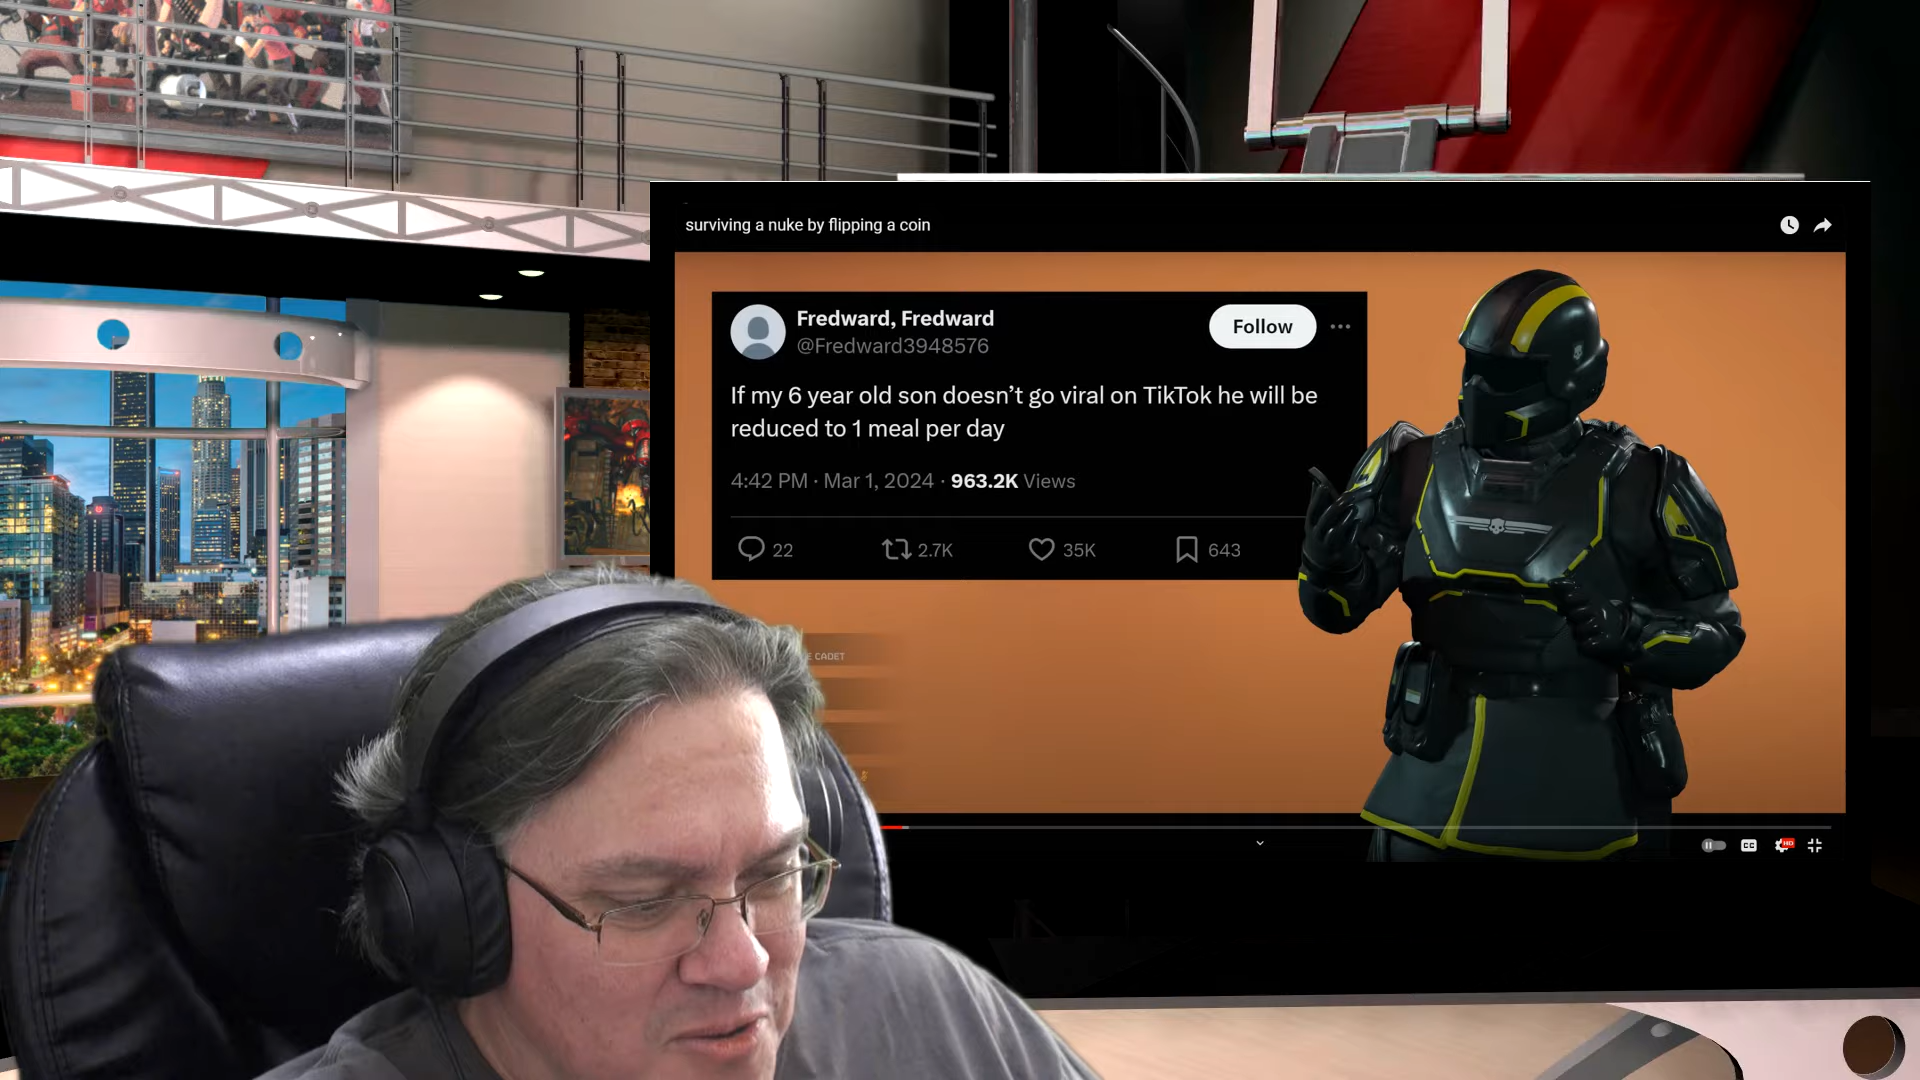 surviving a nuke by flipping a coin
Fredward, Fredward
@Fredward3948576
Follow
If my 6 year old son doesn’t go viral on TikTok he will be
reduced to 1 meal per day
4:42 PM · Mar 1, 2024 · 963.2K Views
22
2.7K
35K
643
E CADET
CC
HD